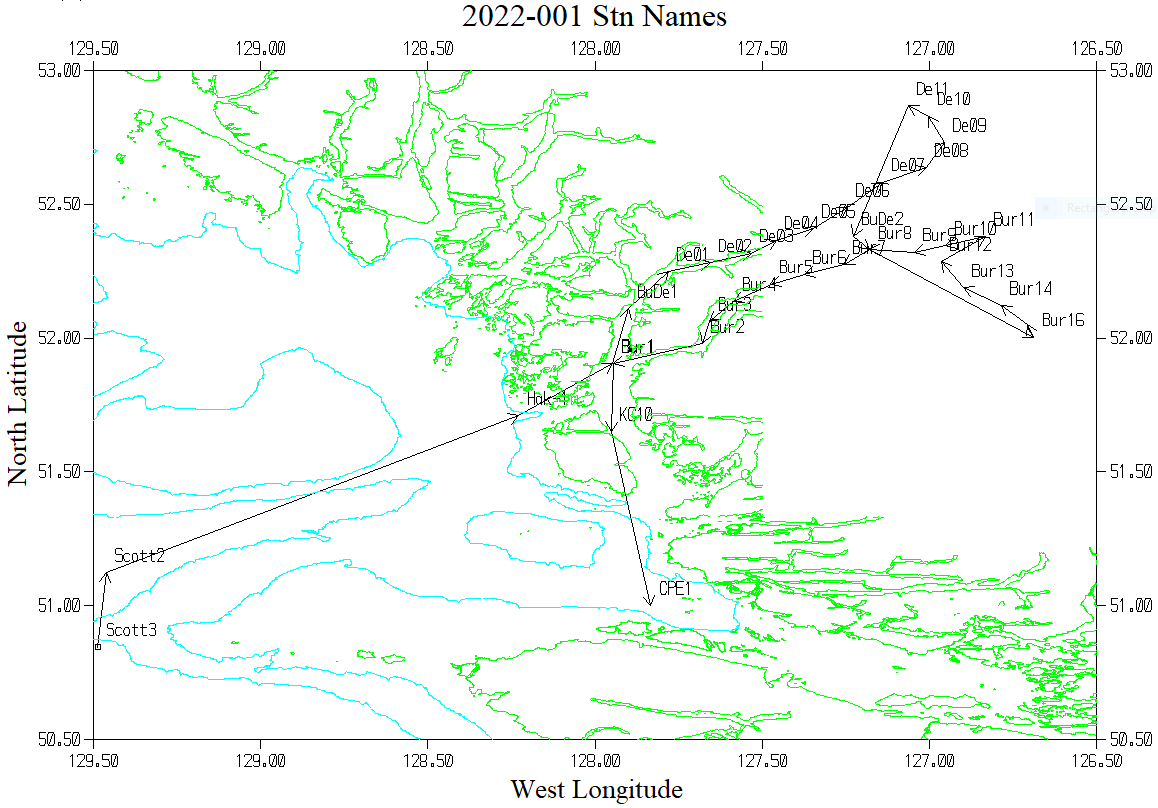 2022-001 Stn Names
129.50 129.00 128.50 128.00 127.50 127.00 126.50
53.00 53.00
De11
De10
De09
De08
De07
De06
52.50 52.50
De05
De04
BuDe2
Bur11
De03
Bur8
Bur10
De02
Bur9
Bur12
De01
Bur7
Bur6
Bur5
Bur13
BuDe1
Bur4
Bur14
Bur3
Bur2
Bur16
52.00 52.00
Bur1
Hak-1
KC10
51.50 51.50
Scott2
CPE1
51.00 51.00
Scott3
50.50 50.50
129.50 129.00 128.50 128.00 127.50 127.00 126.50
North Latitude
West Longitude